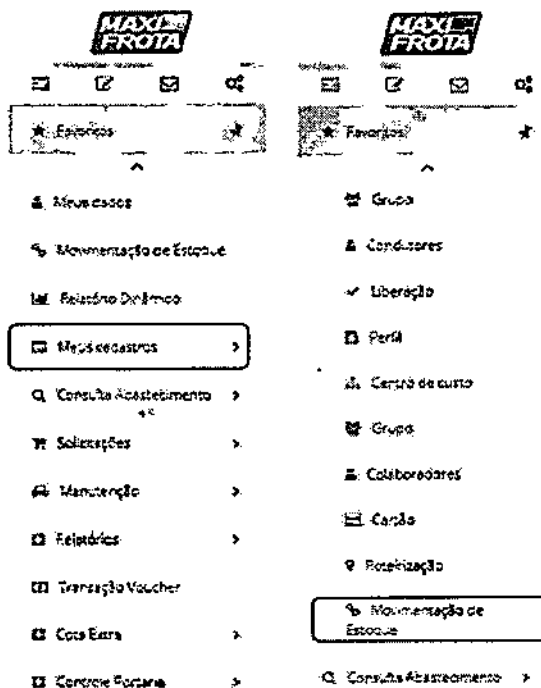 MAXI
FROTA
Favoritos
Meus dados
Movimentação de Estoque
Relatório Dinâmico
Meus cadastros
Consulta Abastecimento
Solicitações
Manutenção
Relatórios
Transação Voucher
Cota Extra
Controle Portaria
MAXI
FROTA
Favoritos
Grupo
Condutores
Liberação
Perfil
Centro de custo
Grupo
Colaboradores
Cartão
Roteirização
Movimentação de
Estoque
Consulta Abastecimento